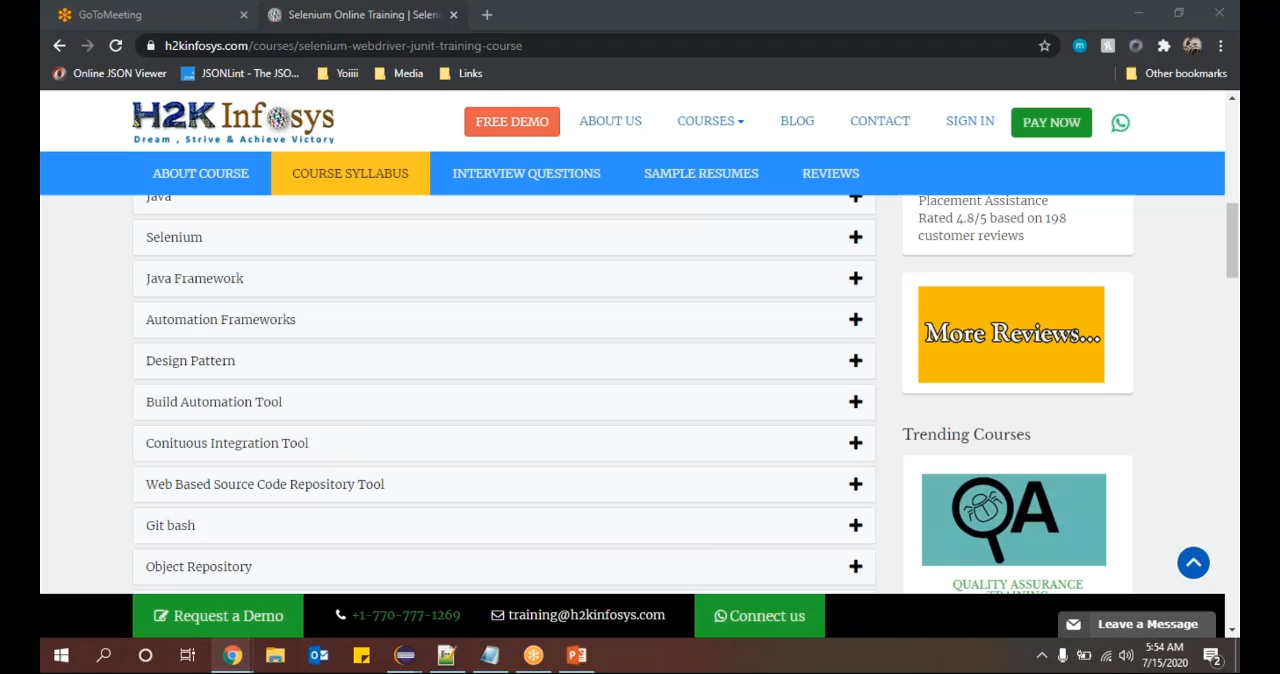 GoToMeeting
Selenium Online Training | Selen
h2kinfosys.com/courses/selenium-webdriver-junit-training-course
Online JSON Viewer
JSONLint - The JSO...
Yoiiii
Media
Links
Other bookmarks
H2K Infosys
Dream , Strive & Achieve Victory
FREE DEMO
ABOUT US
COURSES
BLOG
CONTACT
SIGN IN
PAY NOW
ABOUT COURSE
COURSE SYLLABUS
INTERVIEW QUESTIONS
SAMPLE RESUMES
REVIEWS
Java
Selenium
Java Framework
Automation Frameworks
Design Pattern
Build Automation Tool
Conituous Integration Tool
Web Based Source Code Repository Tool
Git bash
Object Repository
Placement Assistance
Rated 4.8/5 based on 198
customer reviews
More Reviews...
Trending Courses
QA
QUALITY ASSURANCE
TRAINING
Request a Demo
+1-770-777-1269
training@h2kinfosys.com
Connect us
Leave a Message
5:54 AM
7/15/2020
2